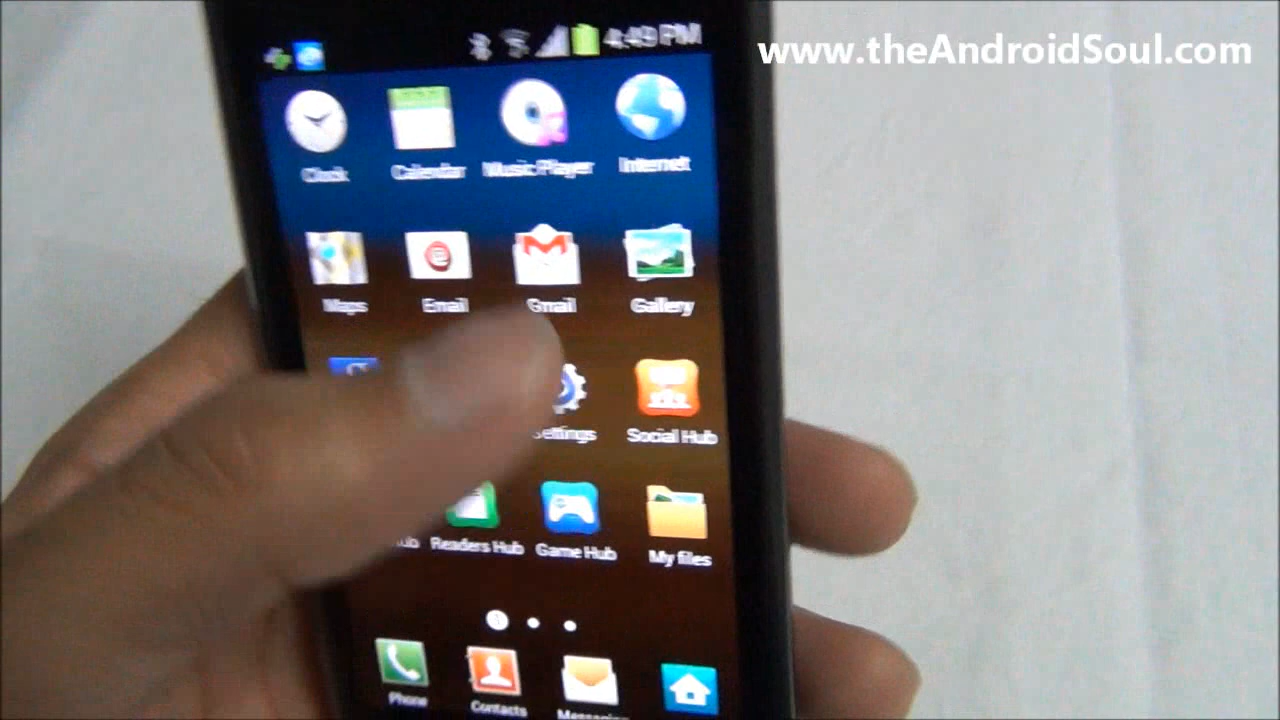 4:49 PM
www.theAndroidSoul.com
Clock Calendar Music Player Internet
Maps Email Gmail Gallery
Settings Social Hub
Readers Hub Game Hub My files
Phone Contacts Messaging